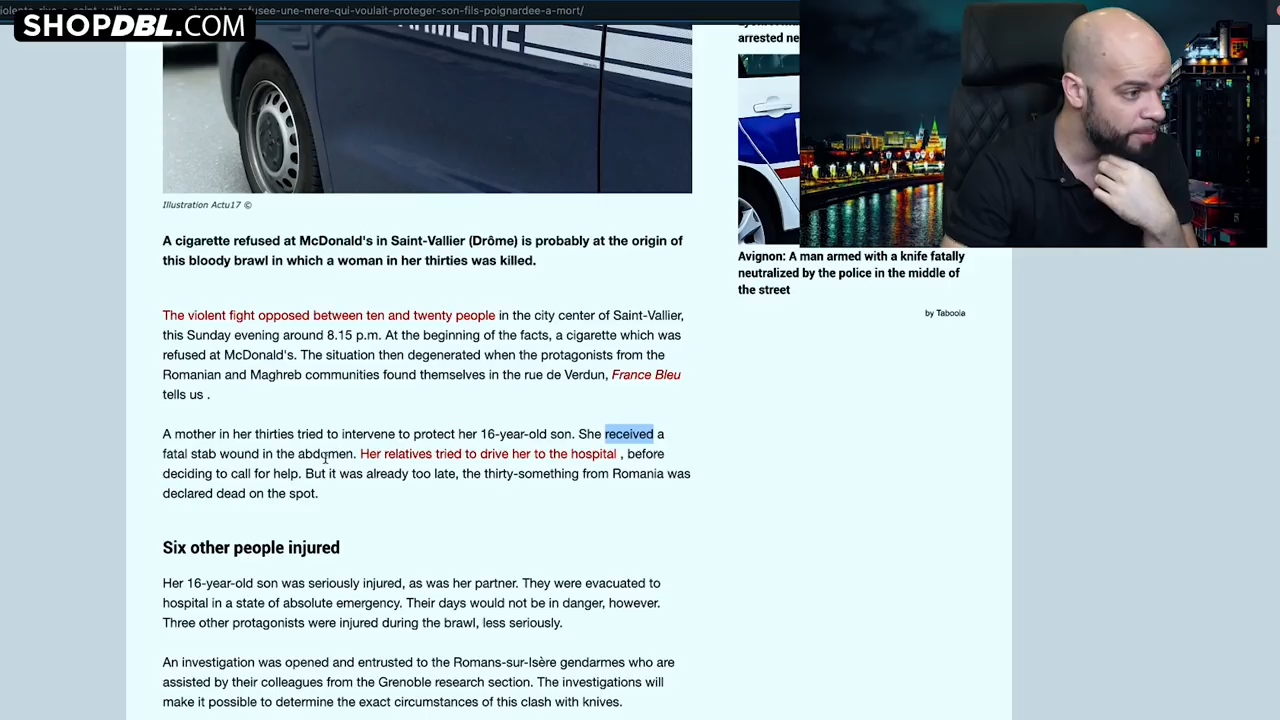 iolente-rixe-a-saint-vallier-pour-une-cigarette-refusee-une-mere-qui-voulait-proteger-son-fils-poignardee-a-mort/
SHOPDBL.COM
arrested ne
Illustration Actu17 ©
A cigarette refused at McDonald's in Saint-Vallier (Drôme) is probably at the origin of
this bloody brawl in which a woman in her thirties was killed.
The violent fight opposed between ten and twenty people in the city center of Saint-Vallier,
this Sunday evening around 8.15 p.m. At the beginning of the facts, a cigarette which was
refused at McDonald's. The situation then degenerated when the protagonists from the
Romanian and Maghreb communities found themselves in the rue de Verdun, France Bleu
tells us .
A mother in her thirties tried to intervene to protect her 16-year-old son. She received a
fatal stab wound in the abdomen. Her relatives tried to drive her to the hospital , before
deciding to call for help. But it was already too late, the thirty-something from Romania was
declared dead on the spot.
Six other people injured
Her 16-year-old son was seriously injured, as was her partner. They were evacuated to
hospital in a state of absolute emergency. Their days would not be in danger, however.
Three other protagonists were injured during the brawl, less seriously.
An investigation was opened and entrusted to the Romans-sur-Isère gendarmes who are
assisted by their colleagues from the Grenoble research section. The investigations will
make it possible to determine the exact circumstances of this clash with knives.
Avignon: A man armed with a knife fatally
neutralized by the police in the middle of
the street
by Taboola